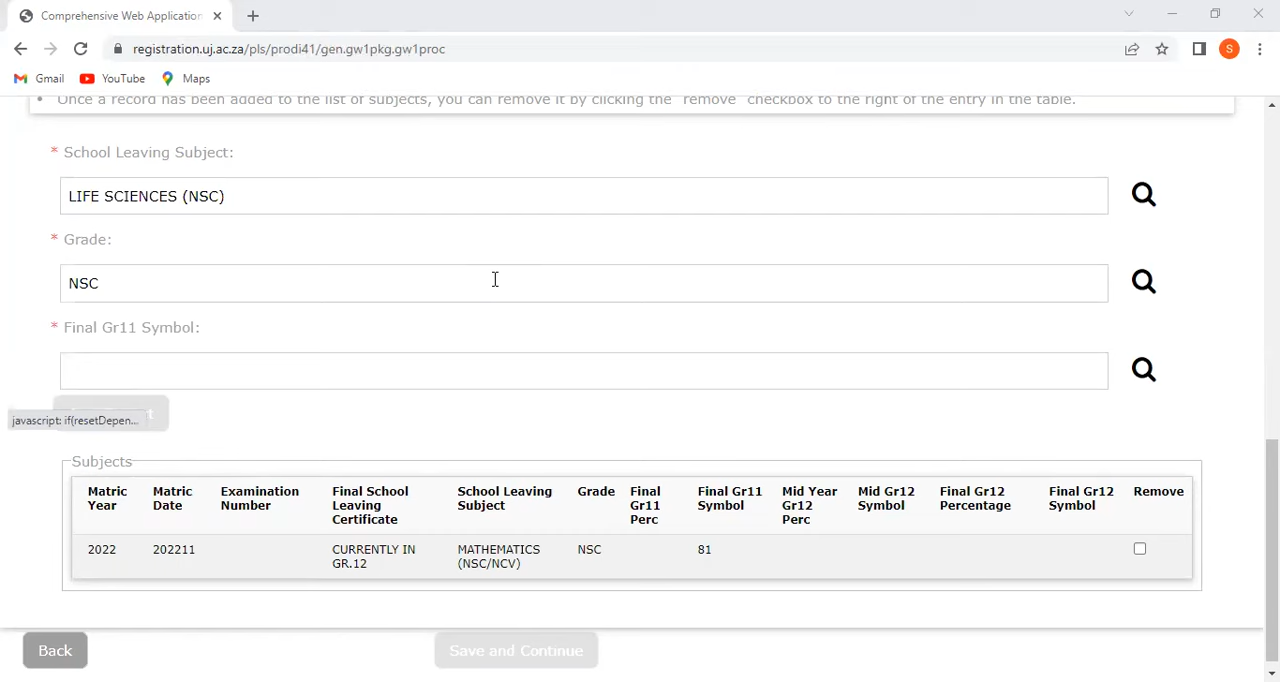 Comprehensive Web Application
registration.uj.ac.za/pls/prodi41/gen.gw1pkg.gw1proc
S
Gmail YouTube Maps
• Once a record has been added to the list of subjects, you can remove it by clicking the "remove" checkbox to the right of the entry in the table.
* School Leaving Subject:
LIFE SCIENCES (NSC)
* Grade:
NSC
* Final Gr11 Symbol:
javascript: if(resetDepen...
Subjects
Matric Year Matric Date Examination Number Final School Leaving Certificate School Leaving Subject Grade Final Gr11 Perc Final Gr11 Symbol Mid Year Gr12 Perc Mid Gr12 Symbol Final Gr12 Percentage Final Gr12 Symbol Remove
2022 202211 CURRENTLY IN GR.12 MATHEMATICS (NSC/NCV) NSC 81
Back Save and Continue